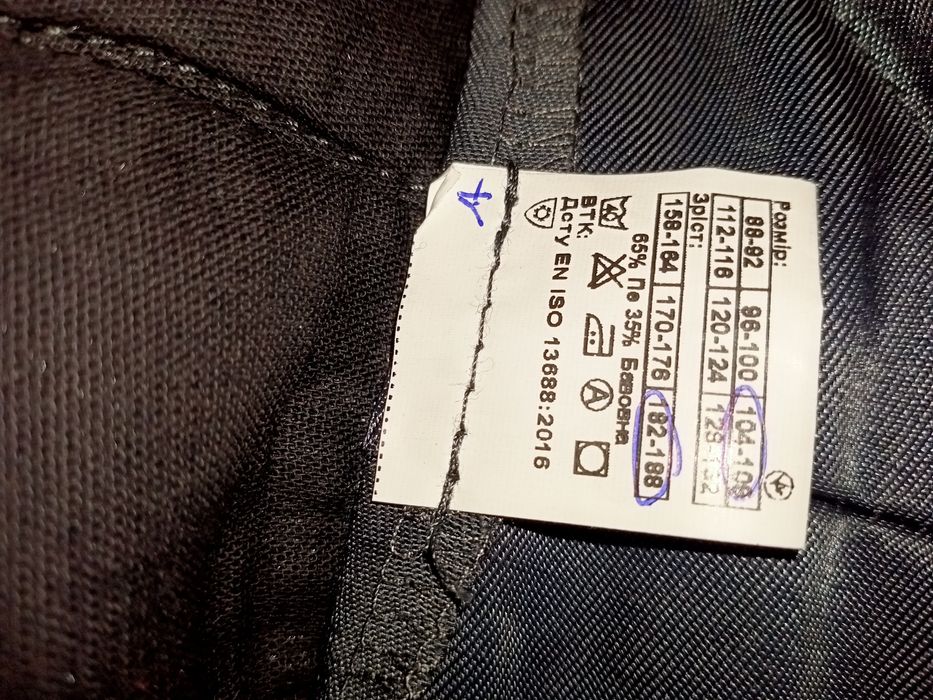 Розмір:
88-92 96-100 104-108
112-116 120-124 128-132
Зріст:
158-164 170-176 182-188
65% Пе 35% Бавовна
40 A
ВТК:
Дсту EN ISO 13688:2016